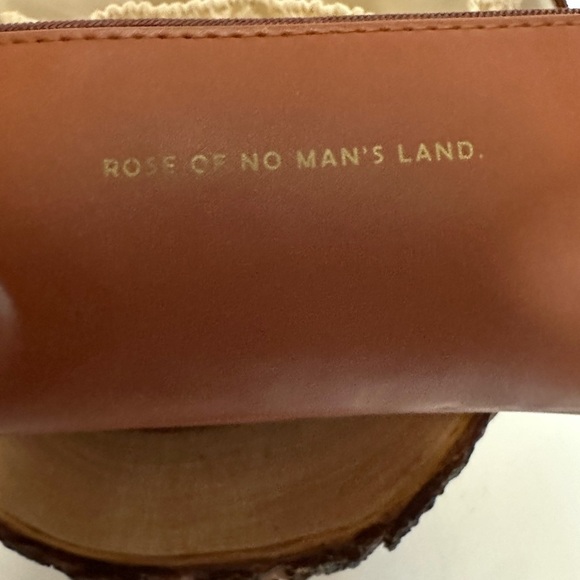 ROSE OF NO MAN'S LAND.